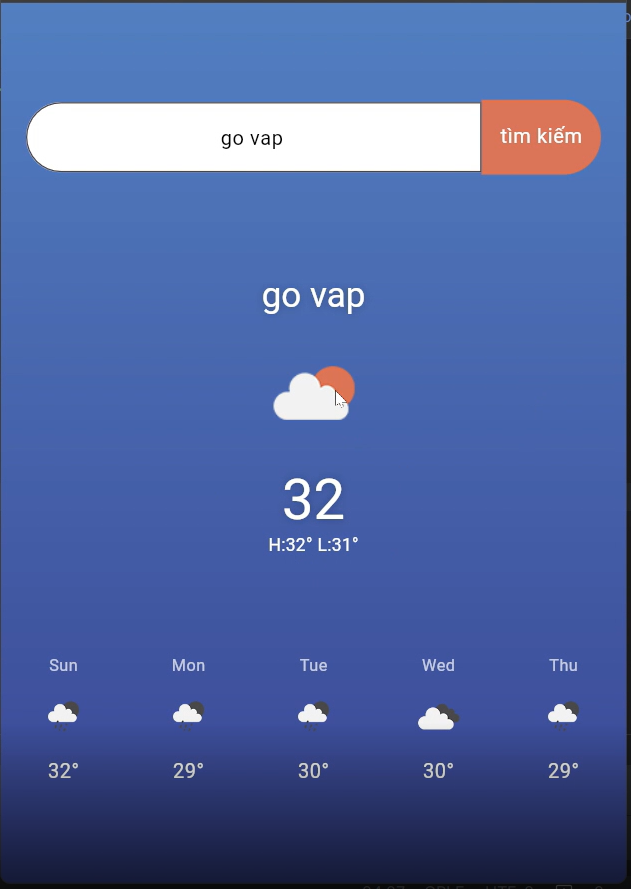 go vap
tìm kiếm
go vap
32
H:32° L:31°
Sun Mon Tue Wed Thu
32° 29° 30° 30° 29°